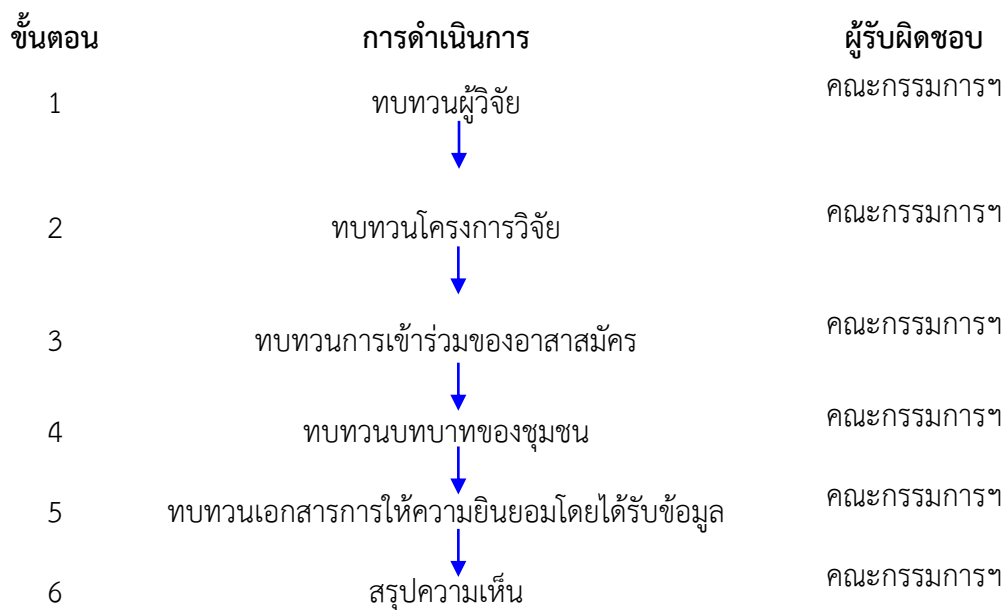 ขั้นตอน การดำเนินการ ผู้รับผิดชอบ
1 ทบทวนผู้วิจัย คณะกรรมการฯ
2 ทบทวนโครงการวิจัย คณะกรรมการฯ
3 ทบทวนการเข้าร่วมของอาสาสมัคร คณะกรรมการฯ
4 ทบทวนบทบาทของชุมชน คณะกรรมการฯ
5 ทบทวนเอกสารการให้ความยินยอมโดยได้รับข้อมูล คณะกรรมการฯ
6 สรุปความเห็น คณะกรรมการฯ